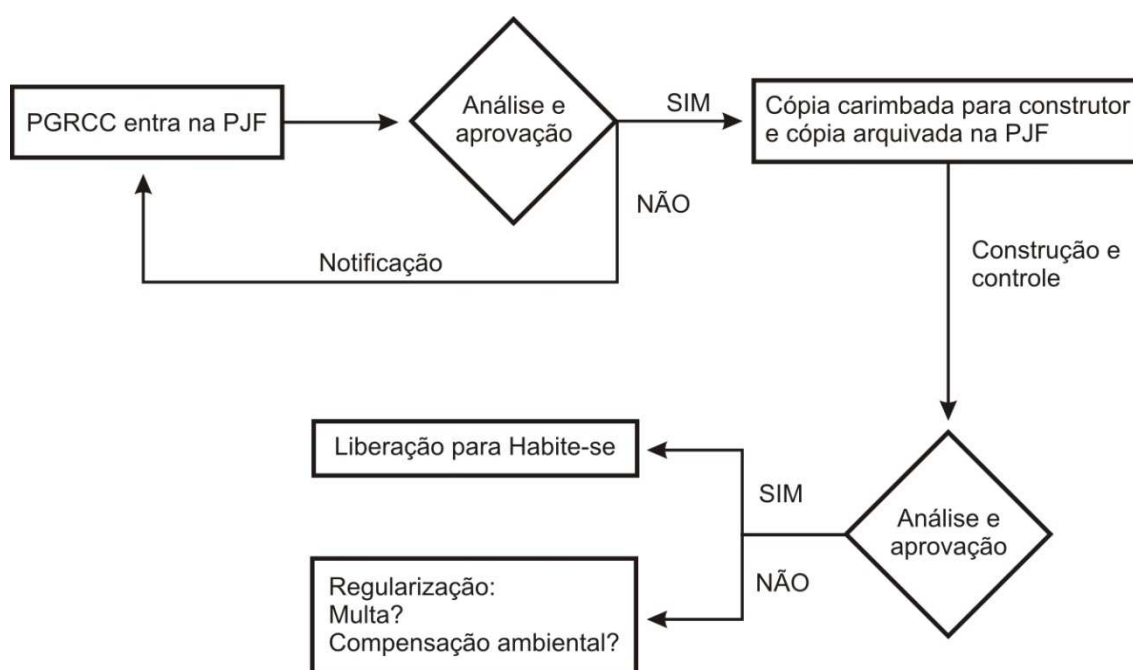 PGRCC entra na PJF
Análise e
aprovação
SIM
Cópia carimbada para construtor
e cópia arquivada na PJF
NÃO
Notificação
Construção e
controle
Análise e
aprovação
SIM
Liberação para Habite-se
NÃO
Regularização:
Multa?
Compensação ambiental?